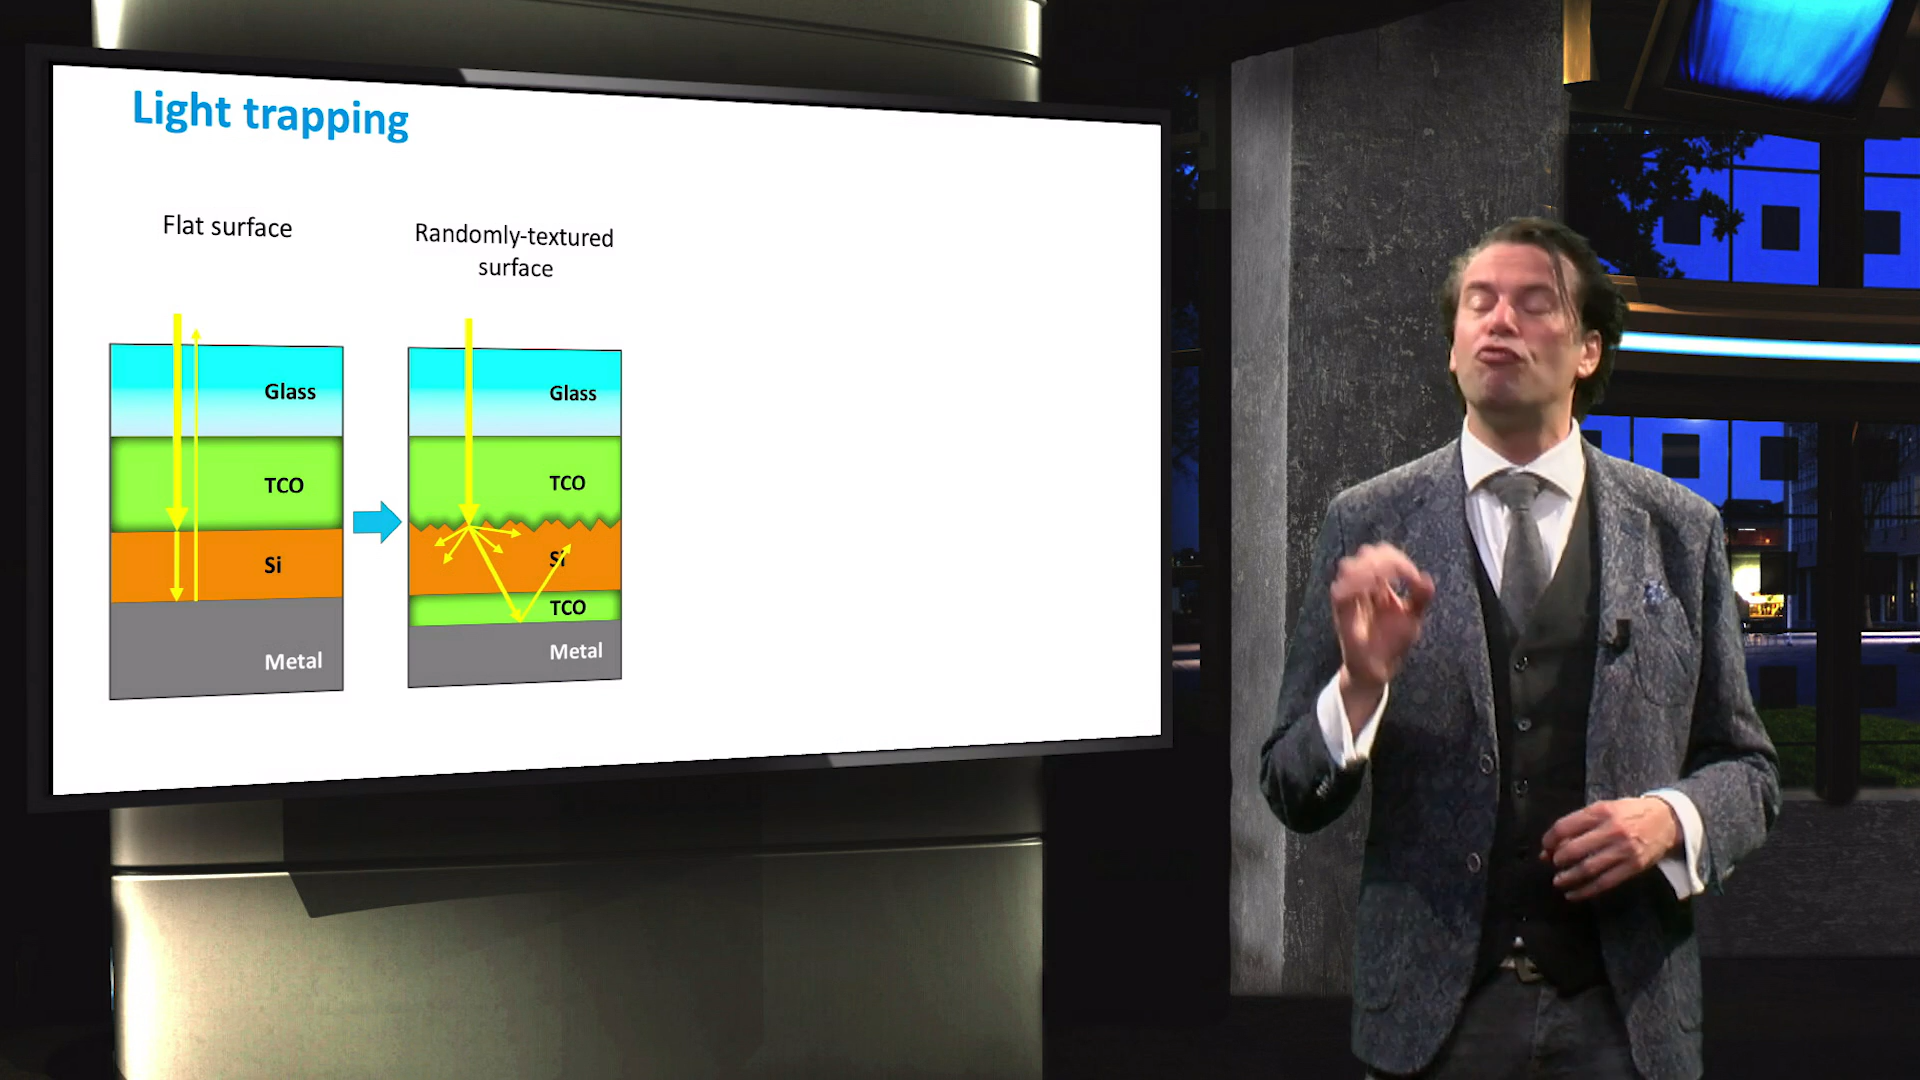 Light trapping
Flat surface
Randomly-textured
surface
Glass
TCO
Si
Metal
Glass
TCO
Si
TCO
Metal